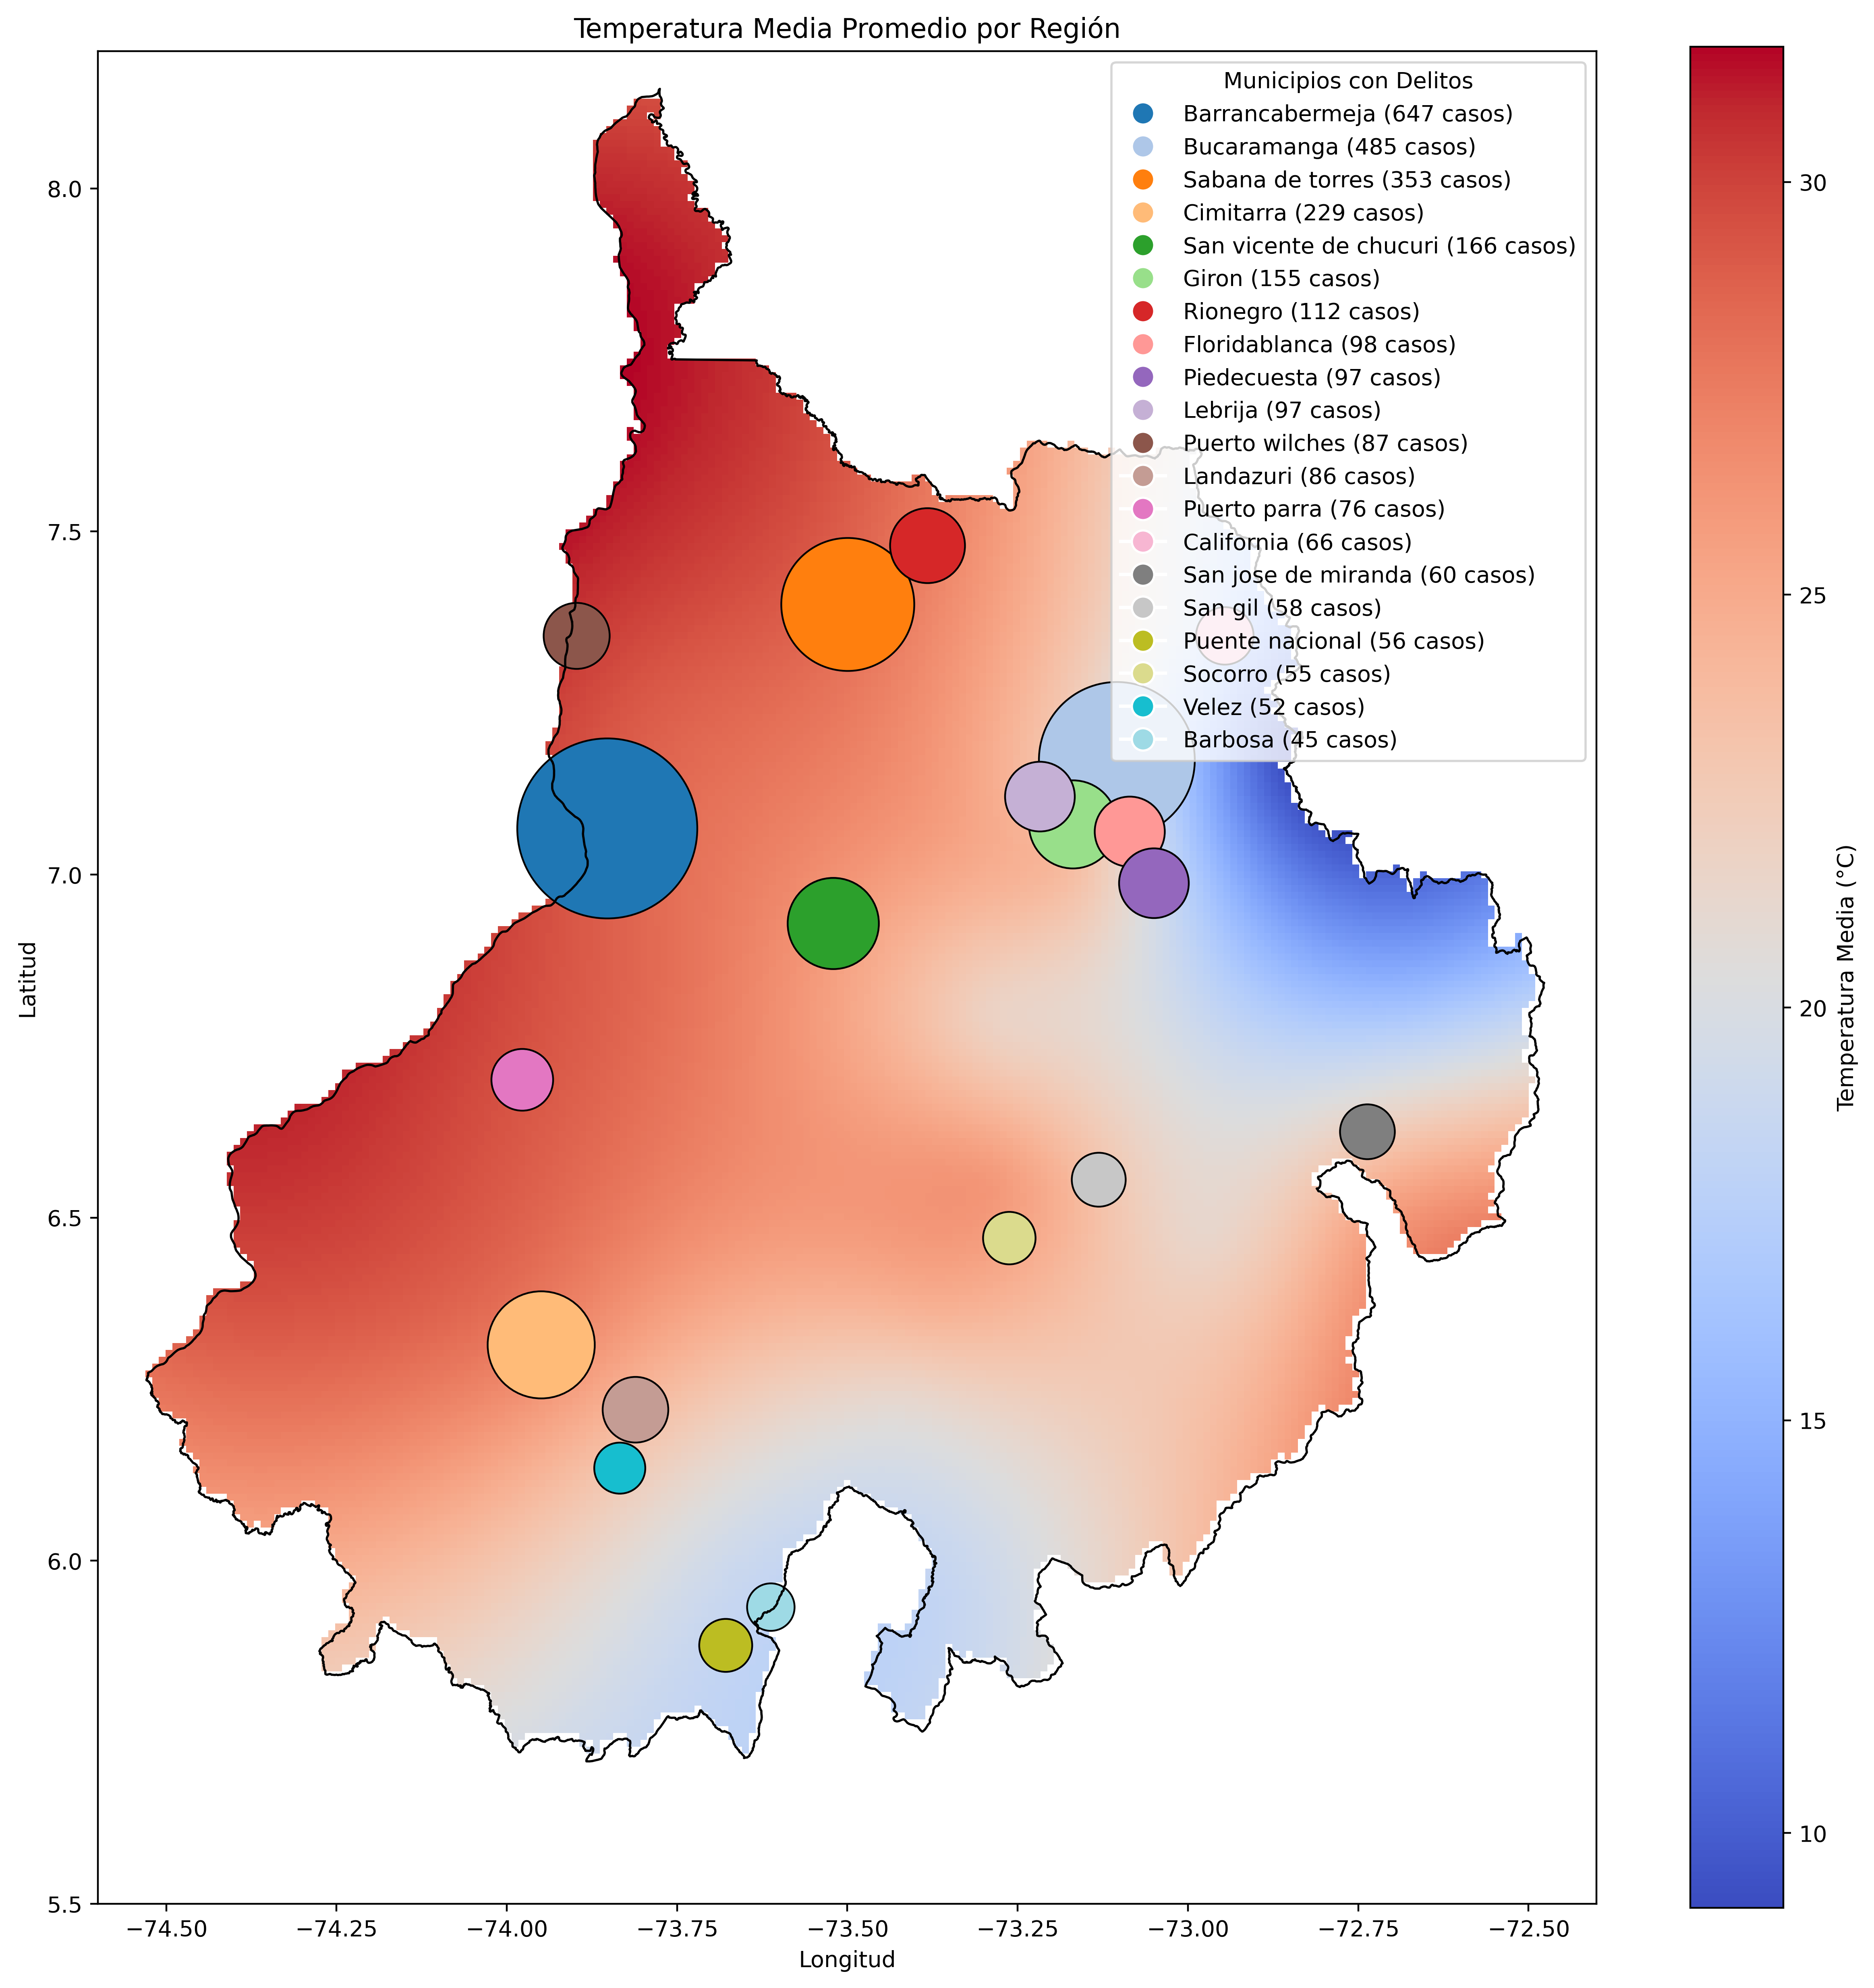 Temperatura Media Promedio por Región
Municipios con Delitos
Barrancabermeja (647 casos)
Bucaramanga (485 casos)
Sabana de torres (353 casos)
Cimitarra (229 casos)
San vicente de chucuri (166 casos)
Giron (155 casos)
Rionegro (112 casos)
Floridablanca (98 casos)
Piedecuesta (97 casos)
Lebrija (97 casos)
Puerto wilches (87 casos)
Landazuri (86 casos)
Puerto parra (76 casos)
California (66 casos)
San jose de miranda (60 casos)
San gil (58 casos)
Puente nacional (56 casos)
Socorro (55 casos)
Velez (52 casos)
Barbosa (45 casos)
Latitud
8.0
7.5
7.0
6.5
6.0
5.5
−74.50
−74.25
−74.00
−73.75
−73.50
−73.25
−73.00
−72.75
−72.50
Longitud
30
25
20
15
10
Temperatura Media (°C)